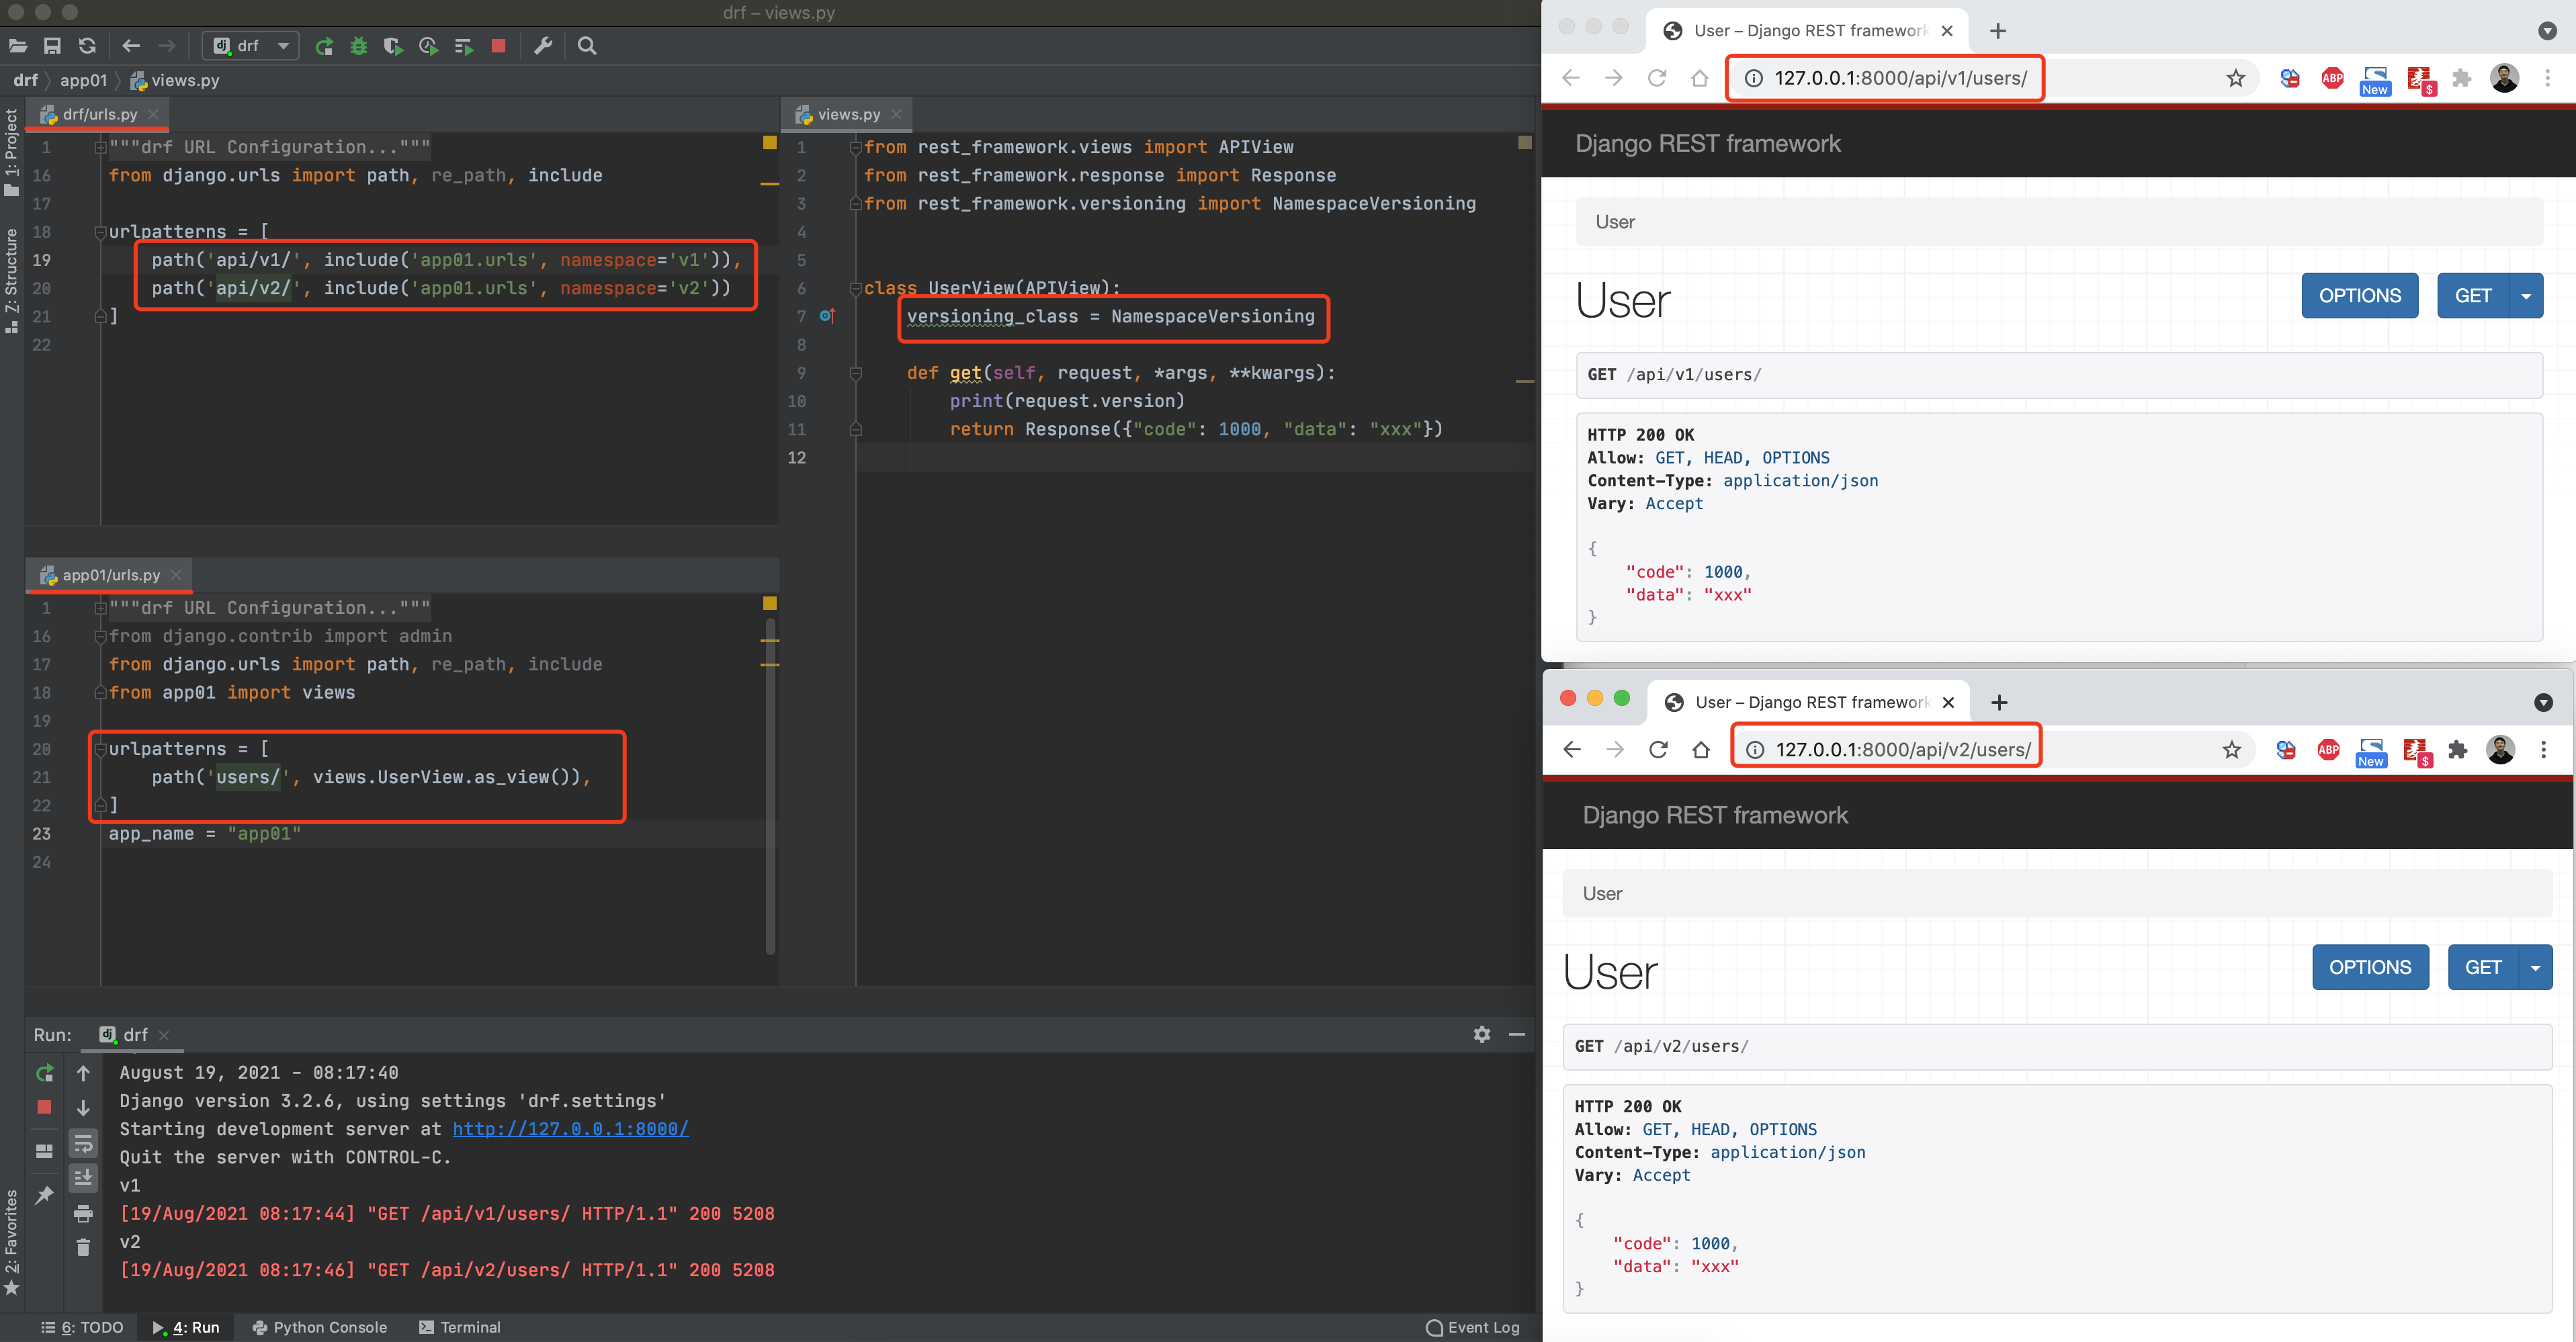 drf – views.py
drf
drf
app01
views.py
1: Project
Z: Structure
2: Favorites
drf/urls.py
1 """drf URL Configuration..."""
16 from django.urls import path, re_path, include
17
18 urlpatterns = [
19 path('api/v1/', include('app01.urls', namespace='v1')),
20 path('api/v2/', include('app01.urls', namespace='v2'))
21 ]
22
app01/urls.py
1 """drf URL Configuration..."""
16 from django.contrib import admin
17 from django.urls import path, re_path, include
18 from app01 import views
19
20 urlpatterns = [
21 path('users/', views.UserView.as_view()),
22 ]
23 app_name = "app01"
24
views.py
1 from rest_framework.views import APIView
2 from rest_framework.response import Response
3 from rest_framework.versioning import NamespaceVersioning
4
5
6 class UserView(APIView):
7 versioning_class = NamespaceVersioning
8
9 def get(self, request, *args, **kwargs):
10 print(request.version)
11 return Response({"code": 1000, "data": "xxx"})
12
Run:
drf
August 19, 2021 - 08:17:40
Django version 3.2.6, using settings 'drf.settings'
Starting development server at http://127.0.0.1:8000/
Quit the server with CONTROL-C.
v1
[19/Aug/2021 08:17:44] "GET /api/v1/users/ HTTP/1.1" 200 5208
v2
[19/Aug/2021 08:17:46] "GET /api/v2/users/ HTTP/1.1" 200 5208
6: TODO
4: Run
Python Console
Terminal
Event Log
User – Django REST framework
127.0.0.1:8000/api/v1/users/
ABP
New
$
Django REST framework
User
User
OPTIONS
GET
GET /api/v1/users/
HTTP 200 OK
Allow: GET, HEAD, OPTIONS
Content-Type: application/json
Vary: Accept
{
"code": 1000,
"data": "xxx"
}
User – Django REST framework
127.0.0.1:8000/api/v2/users/
ABP
New
$
Django REST framework
User
User
OPTIONS
GET
GET /api/v2/users/
HTTP 200 OK
Allow: GET, HEAD, OPTIONS
Content-Type: application/json
Vary: Accept
{
"code": 1000,
"data": "xxx"
}